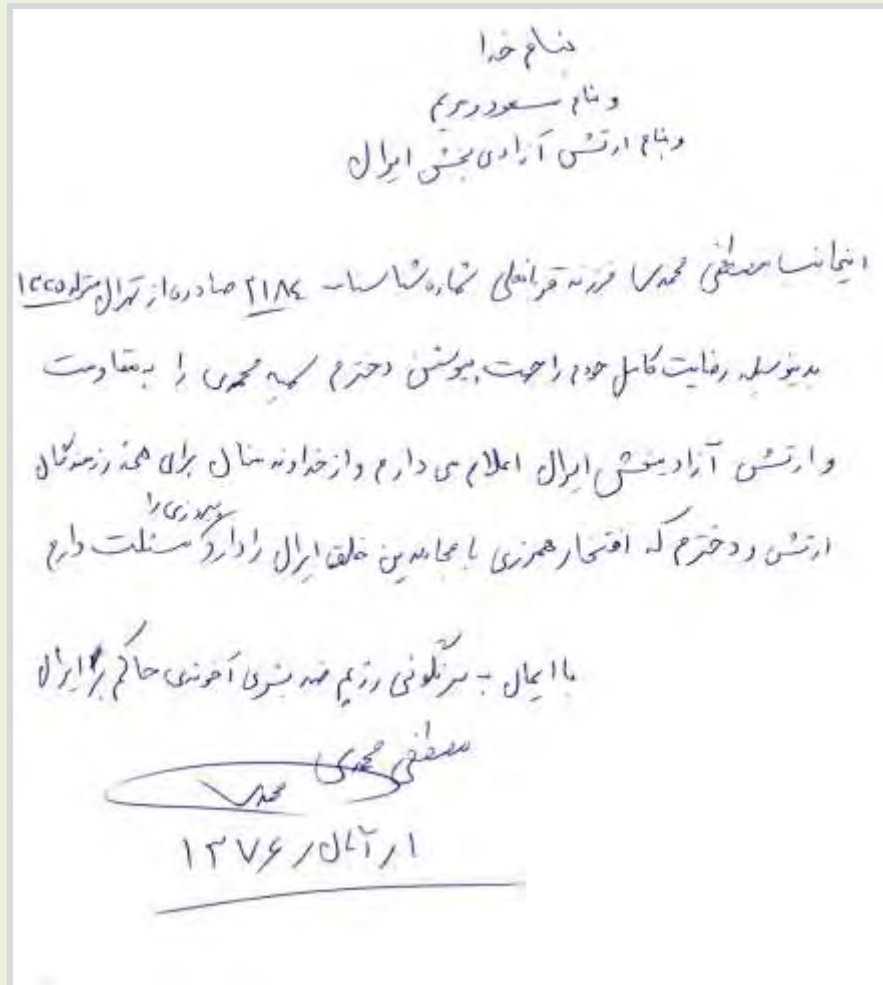 بنام خدا
و بنام مسعود و مریم
و بنام ارتش آزادی بخش ایران
اینجانب مصطفی محمدی فرزند قربانعلی شماره شناسنامه ۲۱۸۴ صادره از تهران متولد ۱۳۳۵
بدینوسیله رضایت کامل خودم را جهت پیوستن دخترم سمیه محمدی را به مقاومت
و ارتش آزادیبخش ایران اعلام می دارم و از خداوند متعال برای همه رزمندگان
ارتش و دخترم که افتخار همرزمی با مجاهدین خلق ایران را دارد پیروزی را مسئلت دارم
با ایمان به سرنگونی رژیم ضد بشری آخوندی حاکم بر ایران
مصطفی محمدی
محمدی
۱ر آبان ر ۱۳۷۶